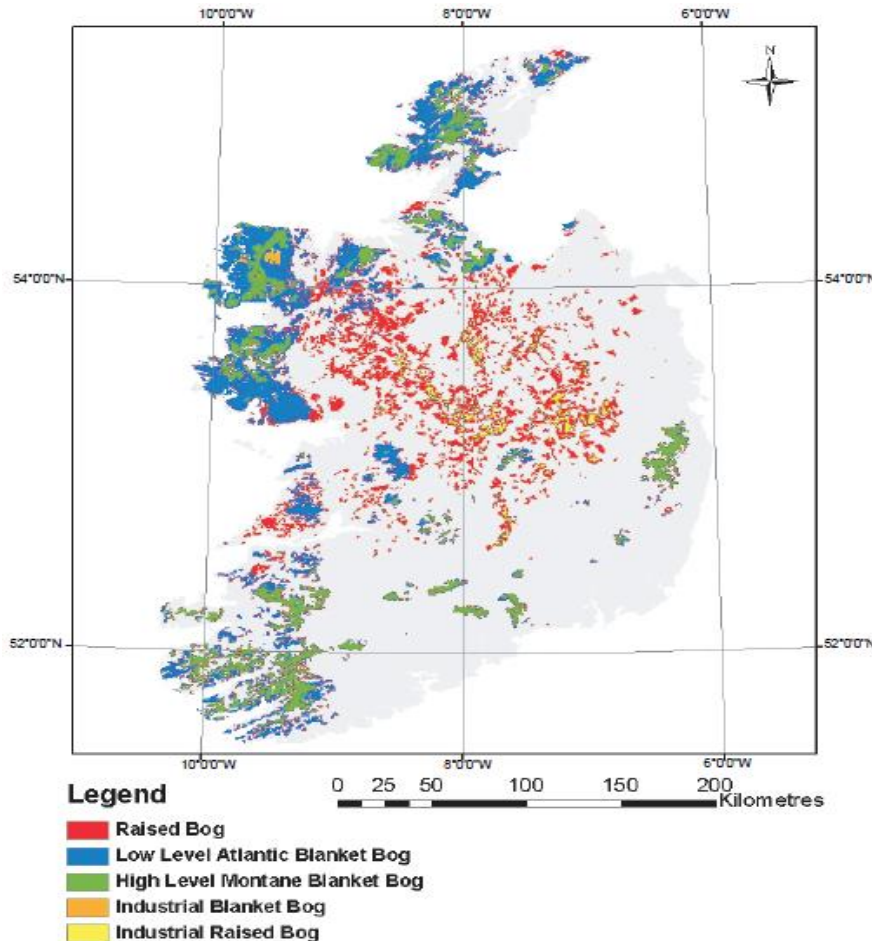 10°0'0"W 8°0'0"W 6°0'0"W
N
54°0'0"N 54°0'0"N
52°0'0"N 52°0'0"N
10°0'0"W 8°0'0"W 6°0'0"W
Legend
0 25 50 100 150 200
Kilometres
Raised Bog
Low Level Atlantic Blanket Bog
High Level Montane Blanket Bog
Industrial Blanket Bog
Industrial Raised Bog